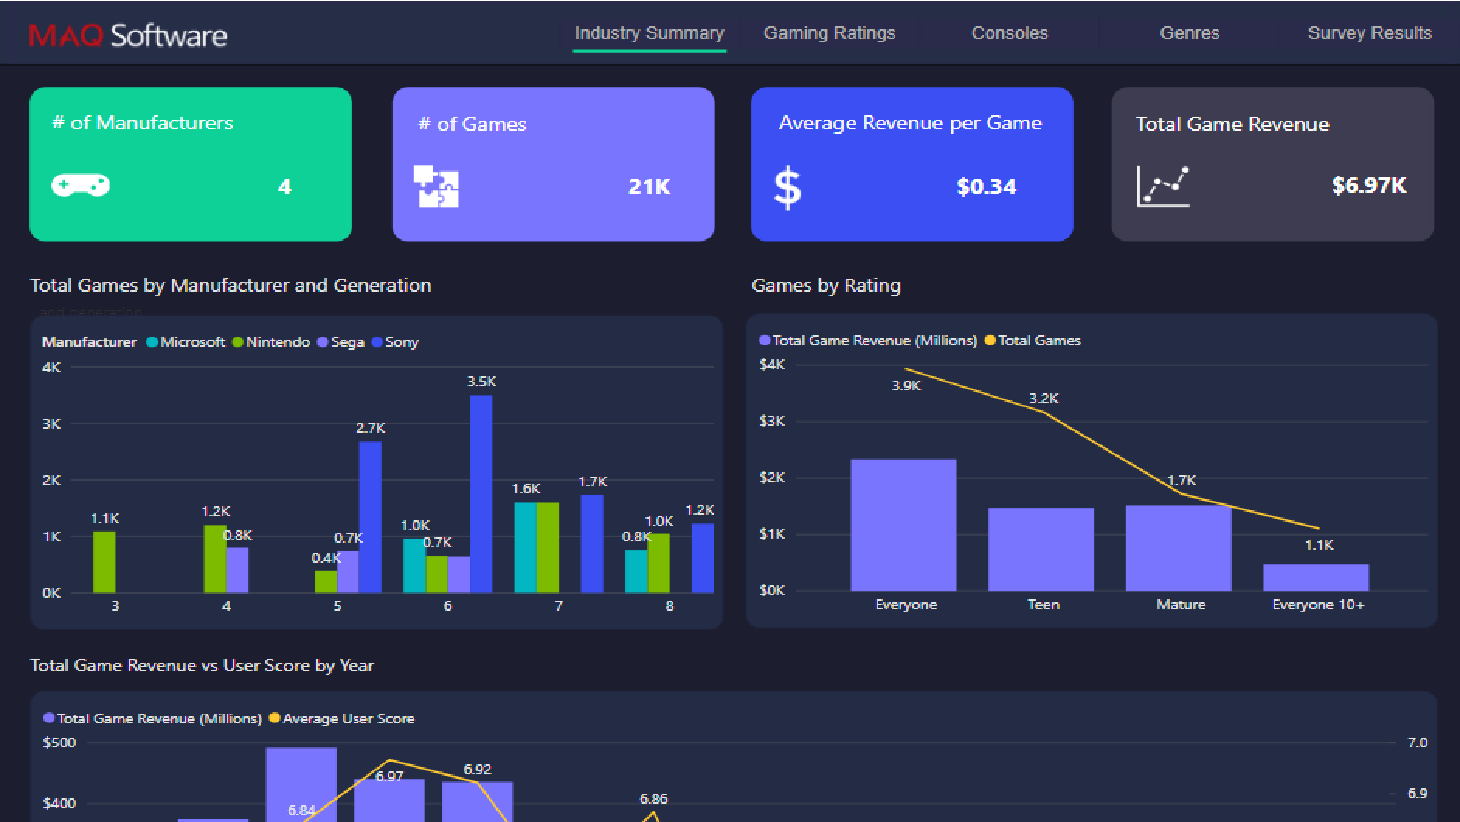 MAQ Software
Industry Summary Gaming Ratings Consoles Genres Survey Results
# of Manufacturers
4
# of Games
21K
Average Revenue per Game
$0.34
Total Game Revenue
$6.97K
Total Games by Manufacturer and Generation
and generation
Manufacturer Microsoft Nintendo Sega Sony
4K
3K
2K
1K
0K
1.1K
1.2K
0.8K
0.4K
0.7K
2.7K
1.0K
0.7K
3.5K
1.6K
1.7K
0.8K
1.0K
1.2K
3 4 5 6 7 8
Games by Rating
Total Game Revenue (Millions) Total Games
$4K
$3K
$2K
$1K
$0K
3.9K
3.2K
1.7K
1.1K
Everyone Teen Mature Everyone 10+
Total Game Revenue vs User Score by Year
Total Game Revenue (Millions) Average User Score
$500
$400
6.84
6.97
6.92
6.86
7.0
6.9